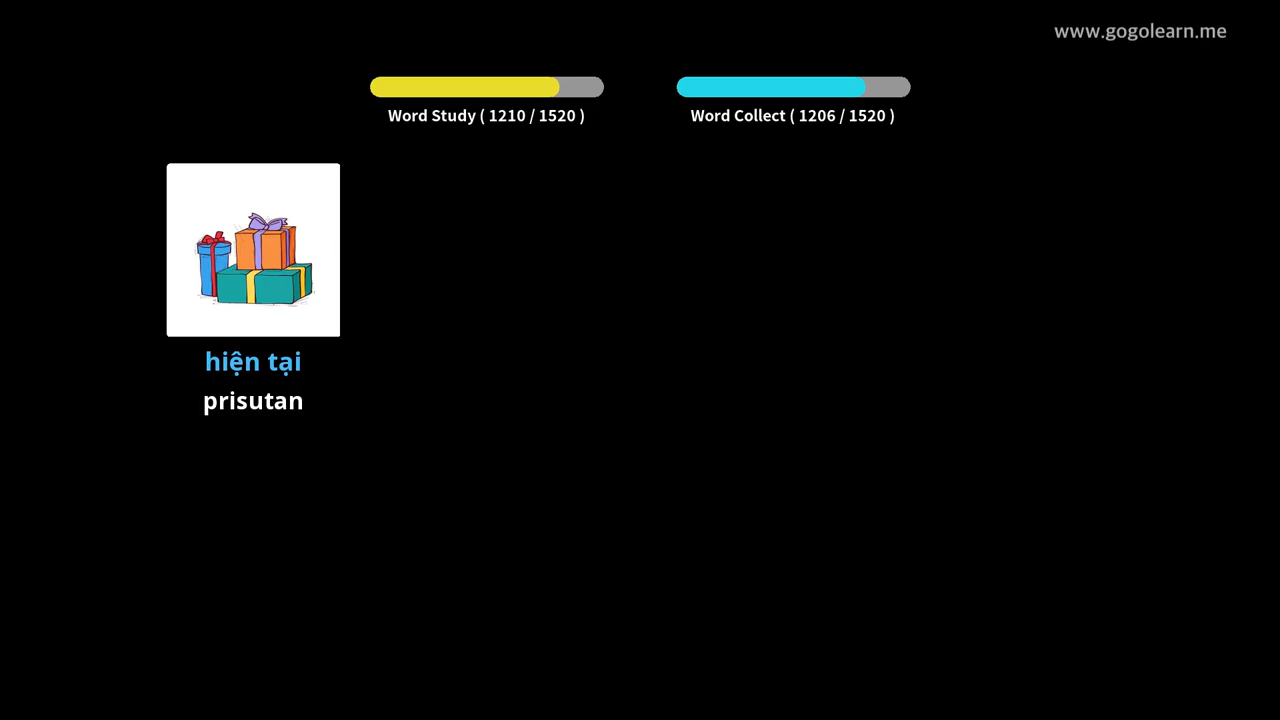 www.gogolearn.me
Word Study ( 1210 / 1520 )
Word Collect ( 1206 / 1520 )
hiện tại
prisutan